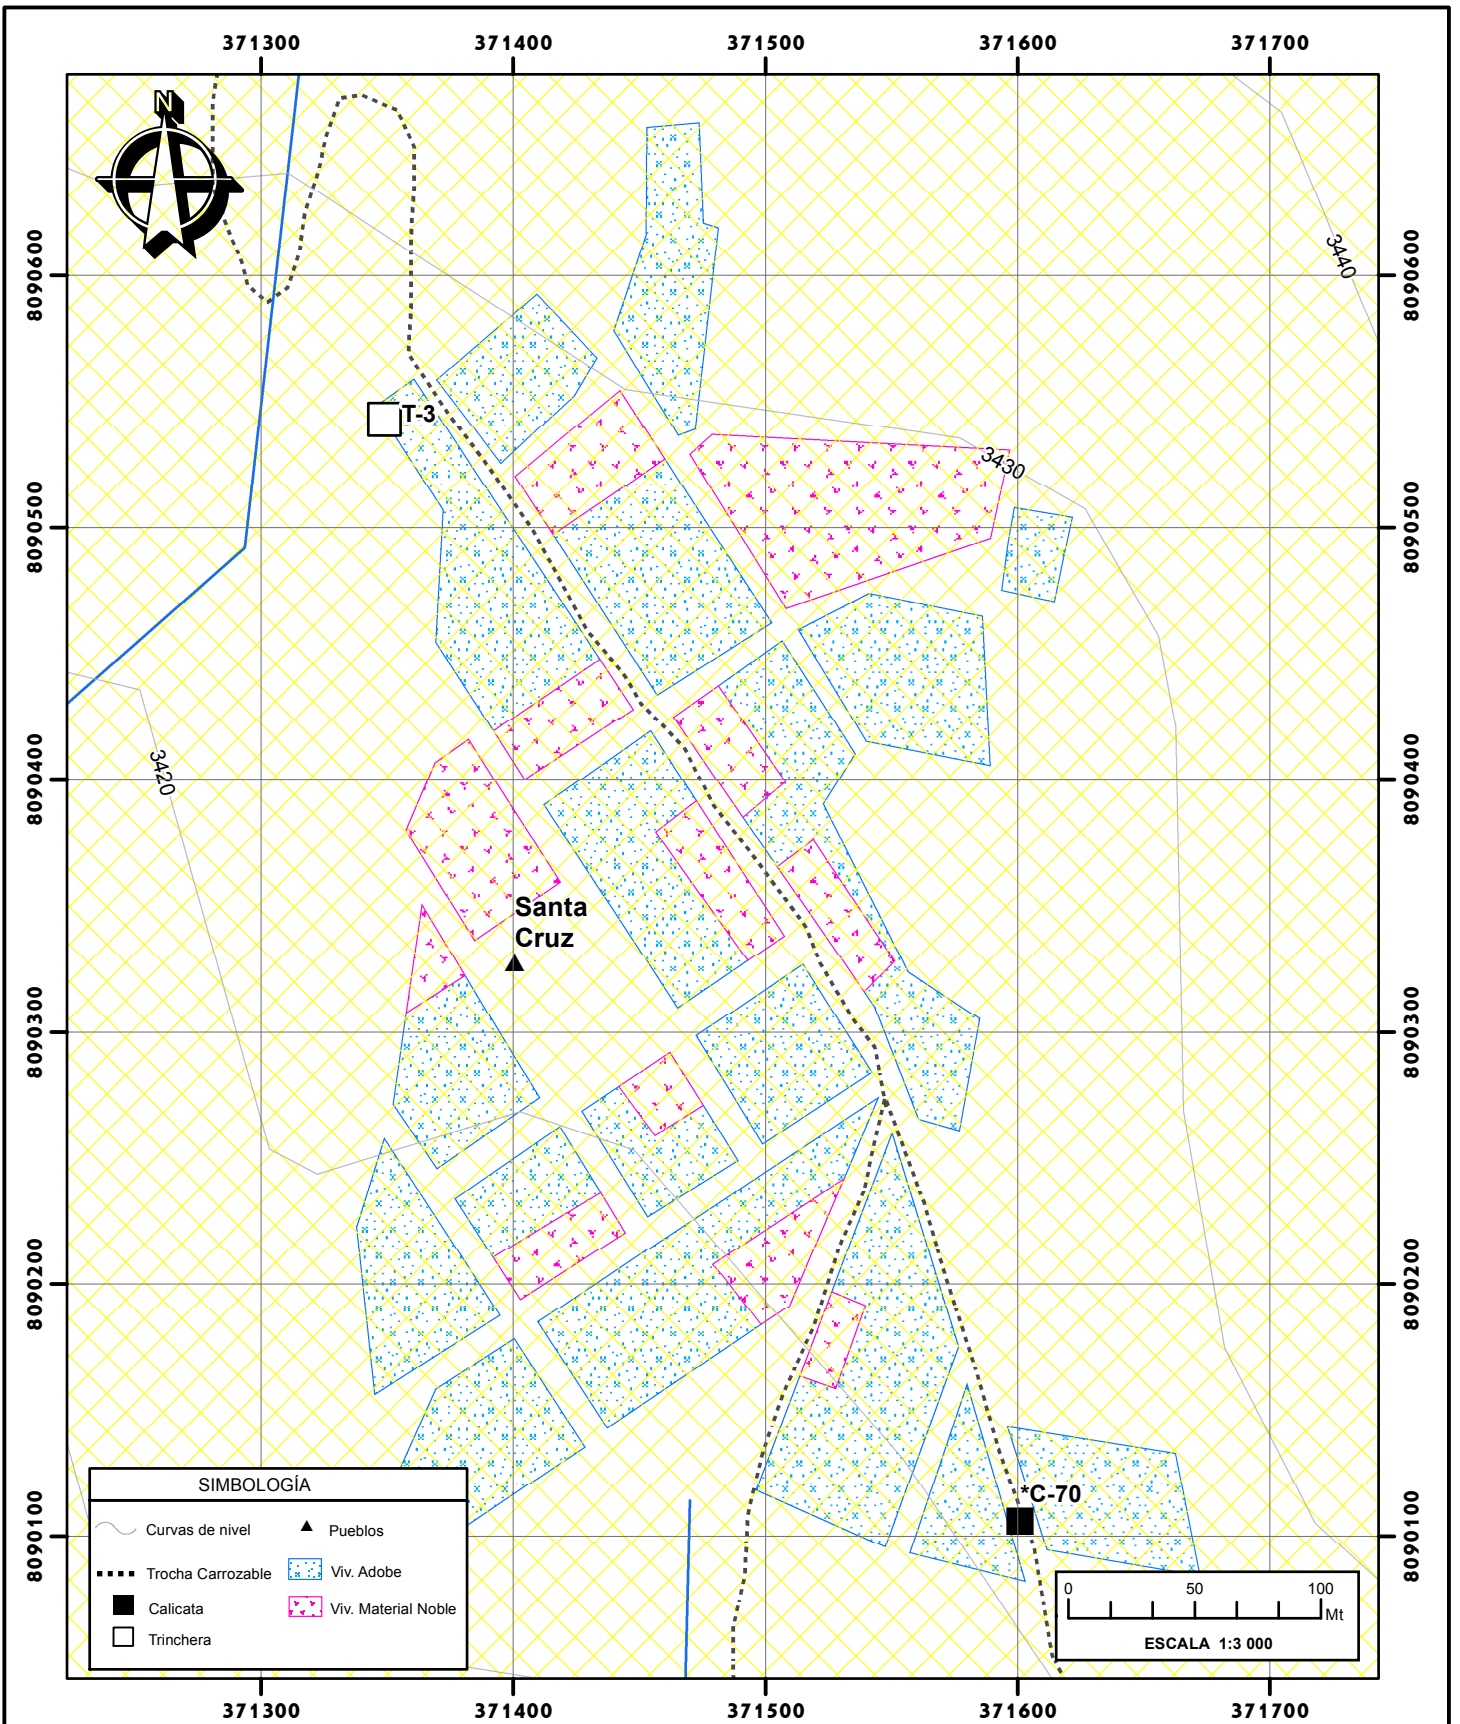 371300 371400 371500 371600 371700
N
8090600 3440 8090600
T-3
3430
8090500 8090500
3420
8090400 8090400
Santa
Cruz
8090300 8090300
8090200 8090200
SIMBOLOGÍA
Curvas de nivel
Pueblos
Trocha Carrozable
Viv. Adobe
Calicata
Viv. Material Noble
Trinchera
*C-70
8090100 8090100
0 50 100
Mt
ESCALA 1:3 000
371300 371400 371500 371600 371700